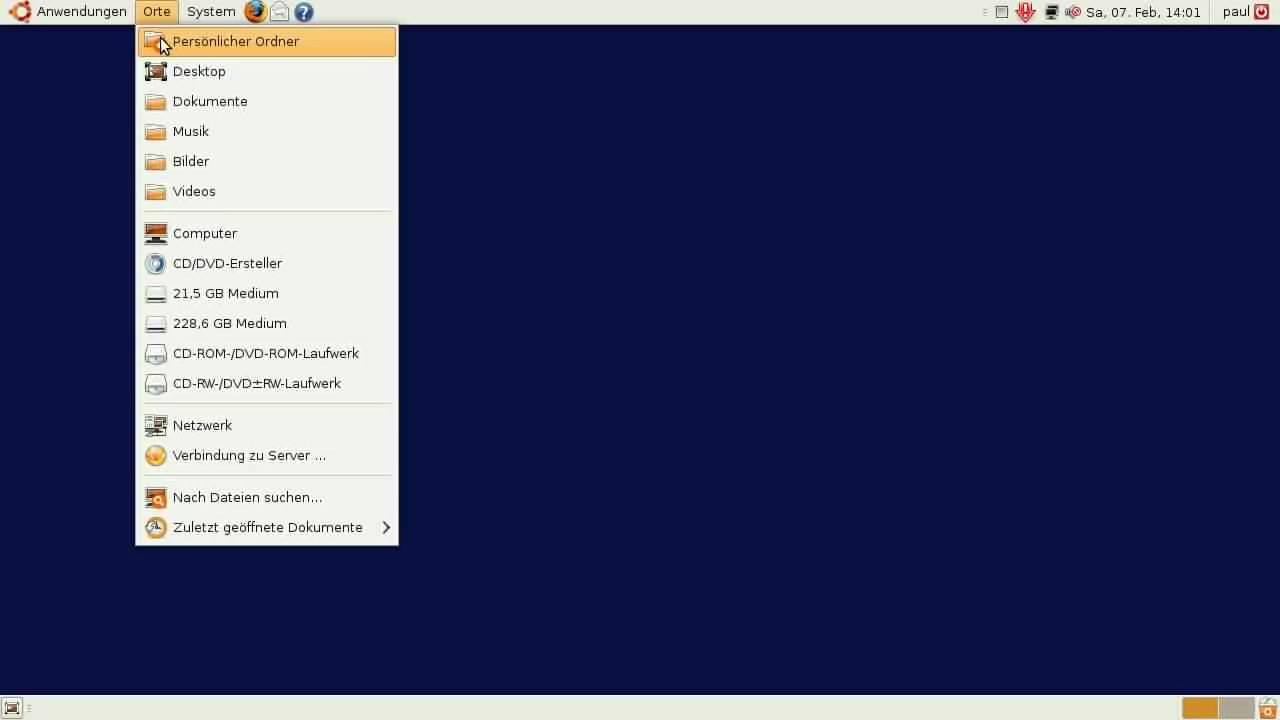 Anwendungen Orte System Sa, 07. Feb, 14:01 paul
Persönlicher Ordner
Desktop
Dokumente
Musik
Bilder
Videos
Computer
CD/DVD-Ersteller
21,5 GB Medium
228,6 GB Medium
CD-ROM-/DVD-ROM-Laufwerk
CD-RW-/DVD±RW-Laufwerk
Netzwerk
Verbindung zu Server ...
Nach Dateien suchen...
Zuletzt geöffnete Dokumente